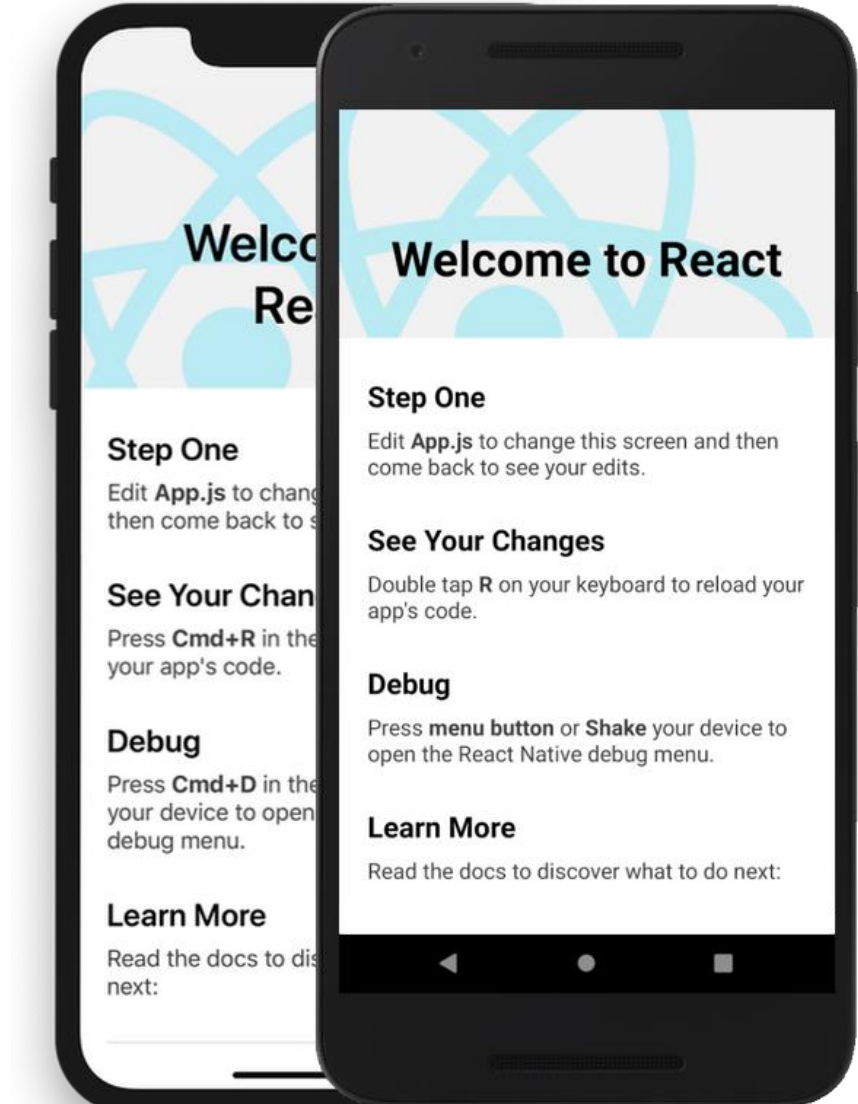 Welco
Re
Step One
Edit App.js to chang
then come back to s
See Your Chan
Press Cmd+R in the
your app's code.
Debug
Press Cmd+D in the
your device to open
debug menu.
Learn More
Read the docs to dis
next:
Welcome to React
Step One
Edit App.js to change this screen and then
come back to see your edits.
See Your Changes
Double tap R on your keyboard to reload your
app's code.
Debug
Press menu button or Shake your device to
open the React Native debug menu.
Learn More
Read the docs to discover what to do next: